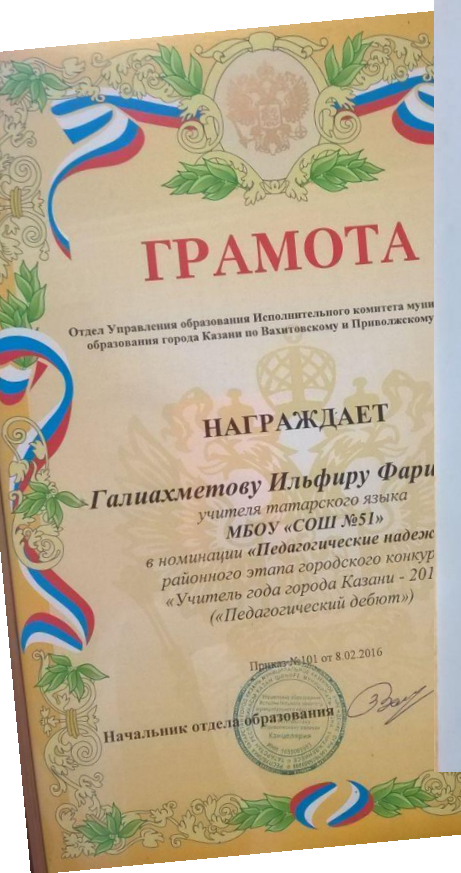 ГРАМОТА
Отдел Управления образования Исполнительного комитета муни
образования города Казани по Вахитовскому и Приволжскому
НАГРАЖДАЕТ
Галиахметову Ильфиру Фари
учителя татарского языка
МБОУ «СОШ №51»
в номинации «Педагогические надеж
районного этапа городского конкур
«Учитель года города Казани - 201
(«Педагогический дебют»)
Приказ №101 от 8.02.2016
Начальник отдела образования
Канцелярия